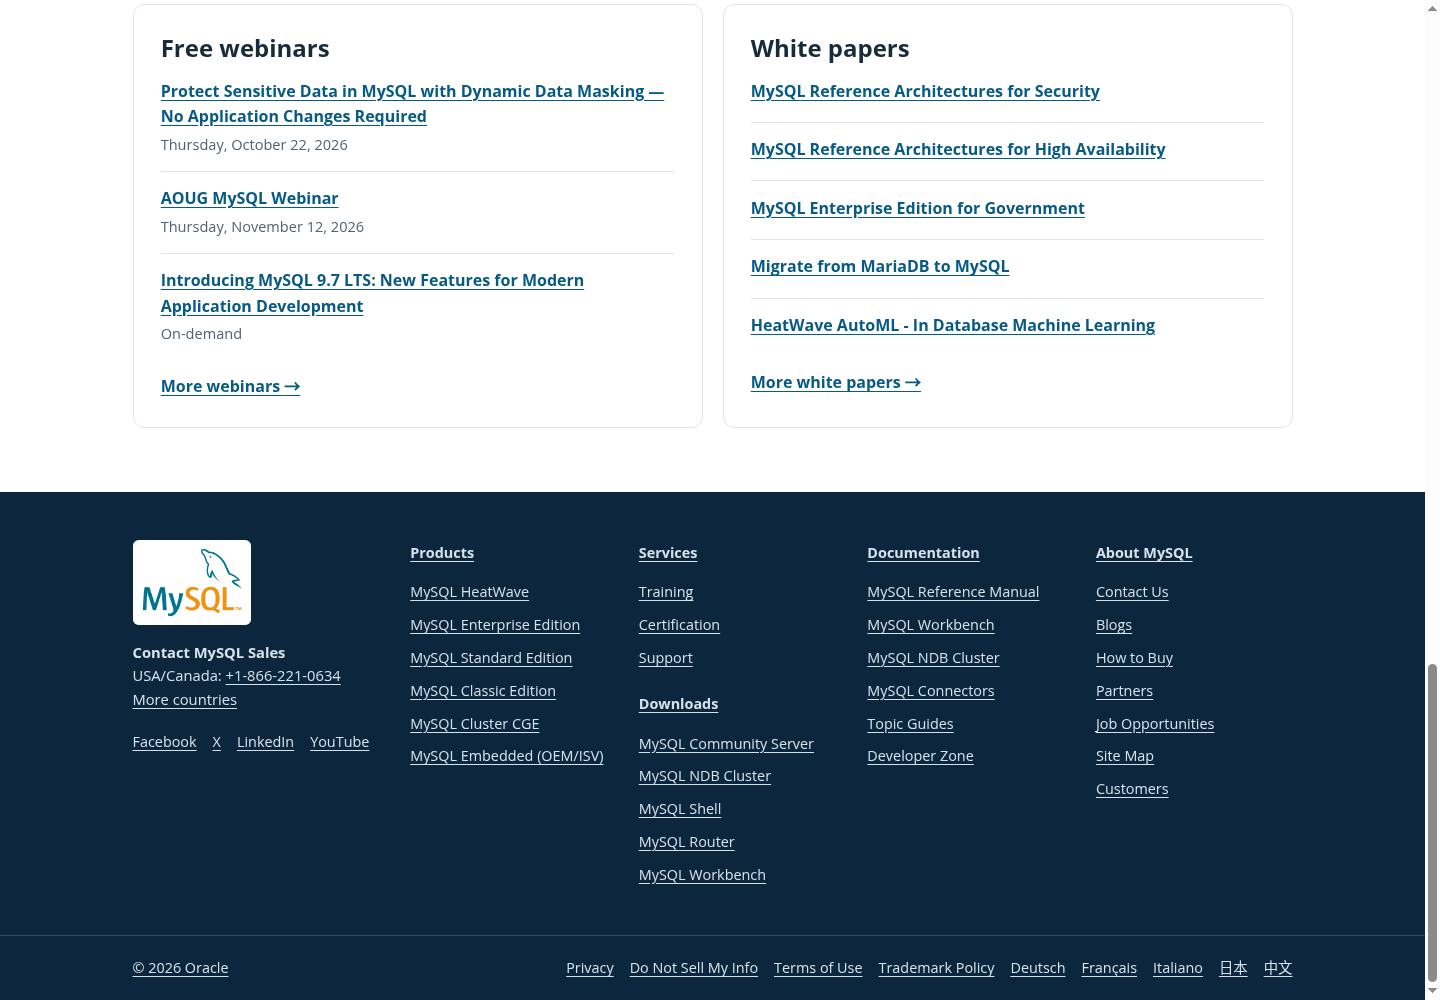 Free webinars
Protect Sensitive Data in MySQL with Dynamic Data Masking —
No Application Changes Required
Thursday, October 22, 2026
AOUG MySQL Webinar
Thursday, November 12, 2026
Introducing MySQL 9.7 LTS: New Features for Modern
Application Development
On-demand
More webinars →
White papers
MySQL Reference Architectures for Security
MySQL Reference Architectures for High Availability
MySQL Enterprise Edition for Government
Migrate from MariaDB to MySQL
HeatWave AutoML - In Database Machine Learning
More white papers →
MySQL™
Contact MySQL Sales
USA/Canada: +1-866-221-0634
More countries
Facebook X LinkedIn YouTube
Products
MySQL HeatWave
MySQL Enterprise Edition
MySQL Standard Edition
MySQL Classic Edition
MySQL Cluster CGE
MySQL Embedded (OEM/ISV)
Services
Training
Certification
Support
Downloads
MySQL Community Server
MySQL NDB Cluster
MySQL Shell
MySQL Router
MySQL Workbench
Documentation
MySQL Reference Manual
MySQL Workbench
MySQL NDB Cluster
MySQL Connectors
Topic Guides
Developer Zone
About MySQL
Contact Us
Blogs
How to Buy
Partners
Job Opportunities
Site Map
Customers
© 2026 Oracle
Privacy Do Not Sell My Info Terms of Use Trademark Policy Deutsch Français Italiano 日本 中文